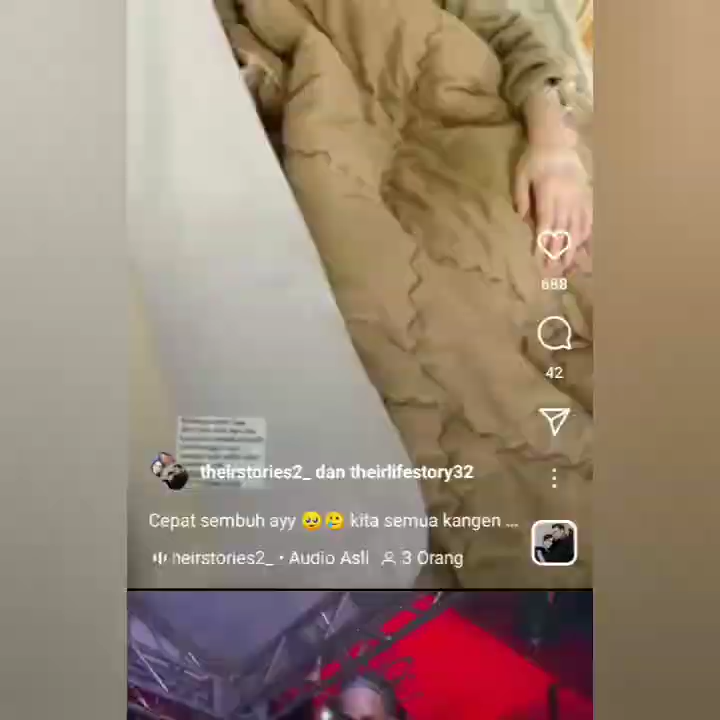 688
42
theirstories2_ dan theirlifestory32
Cepat sembuh ayy 🥺🥲 kita semua kangen ...
heirstories2_ • Audio Asli 3 Orang